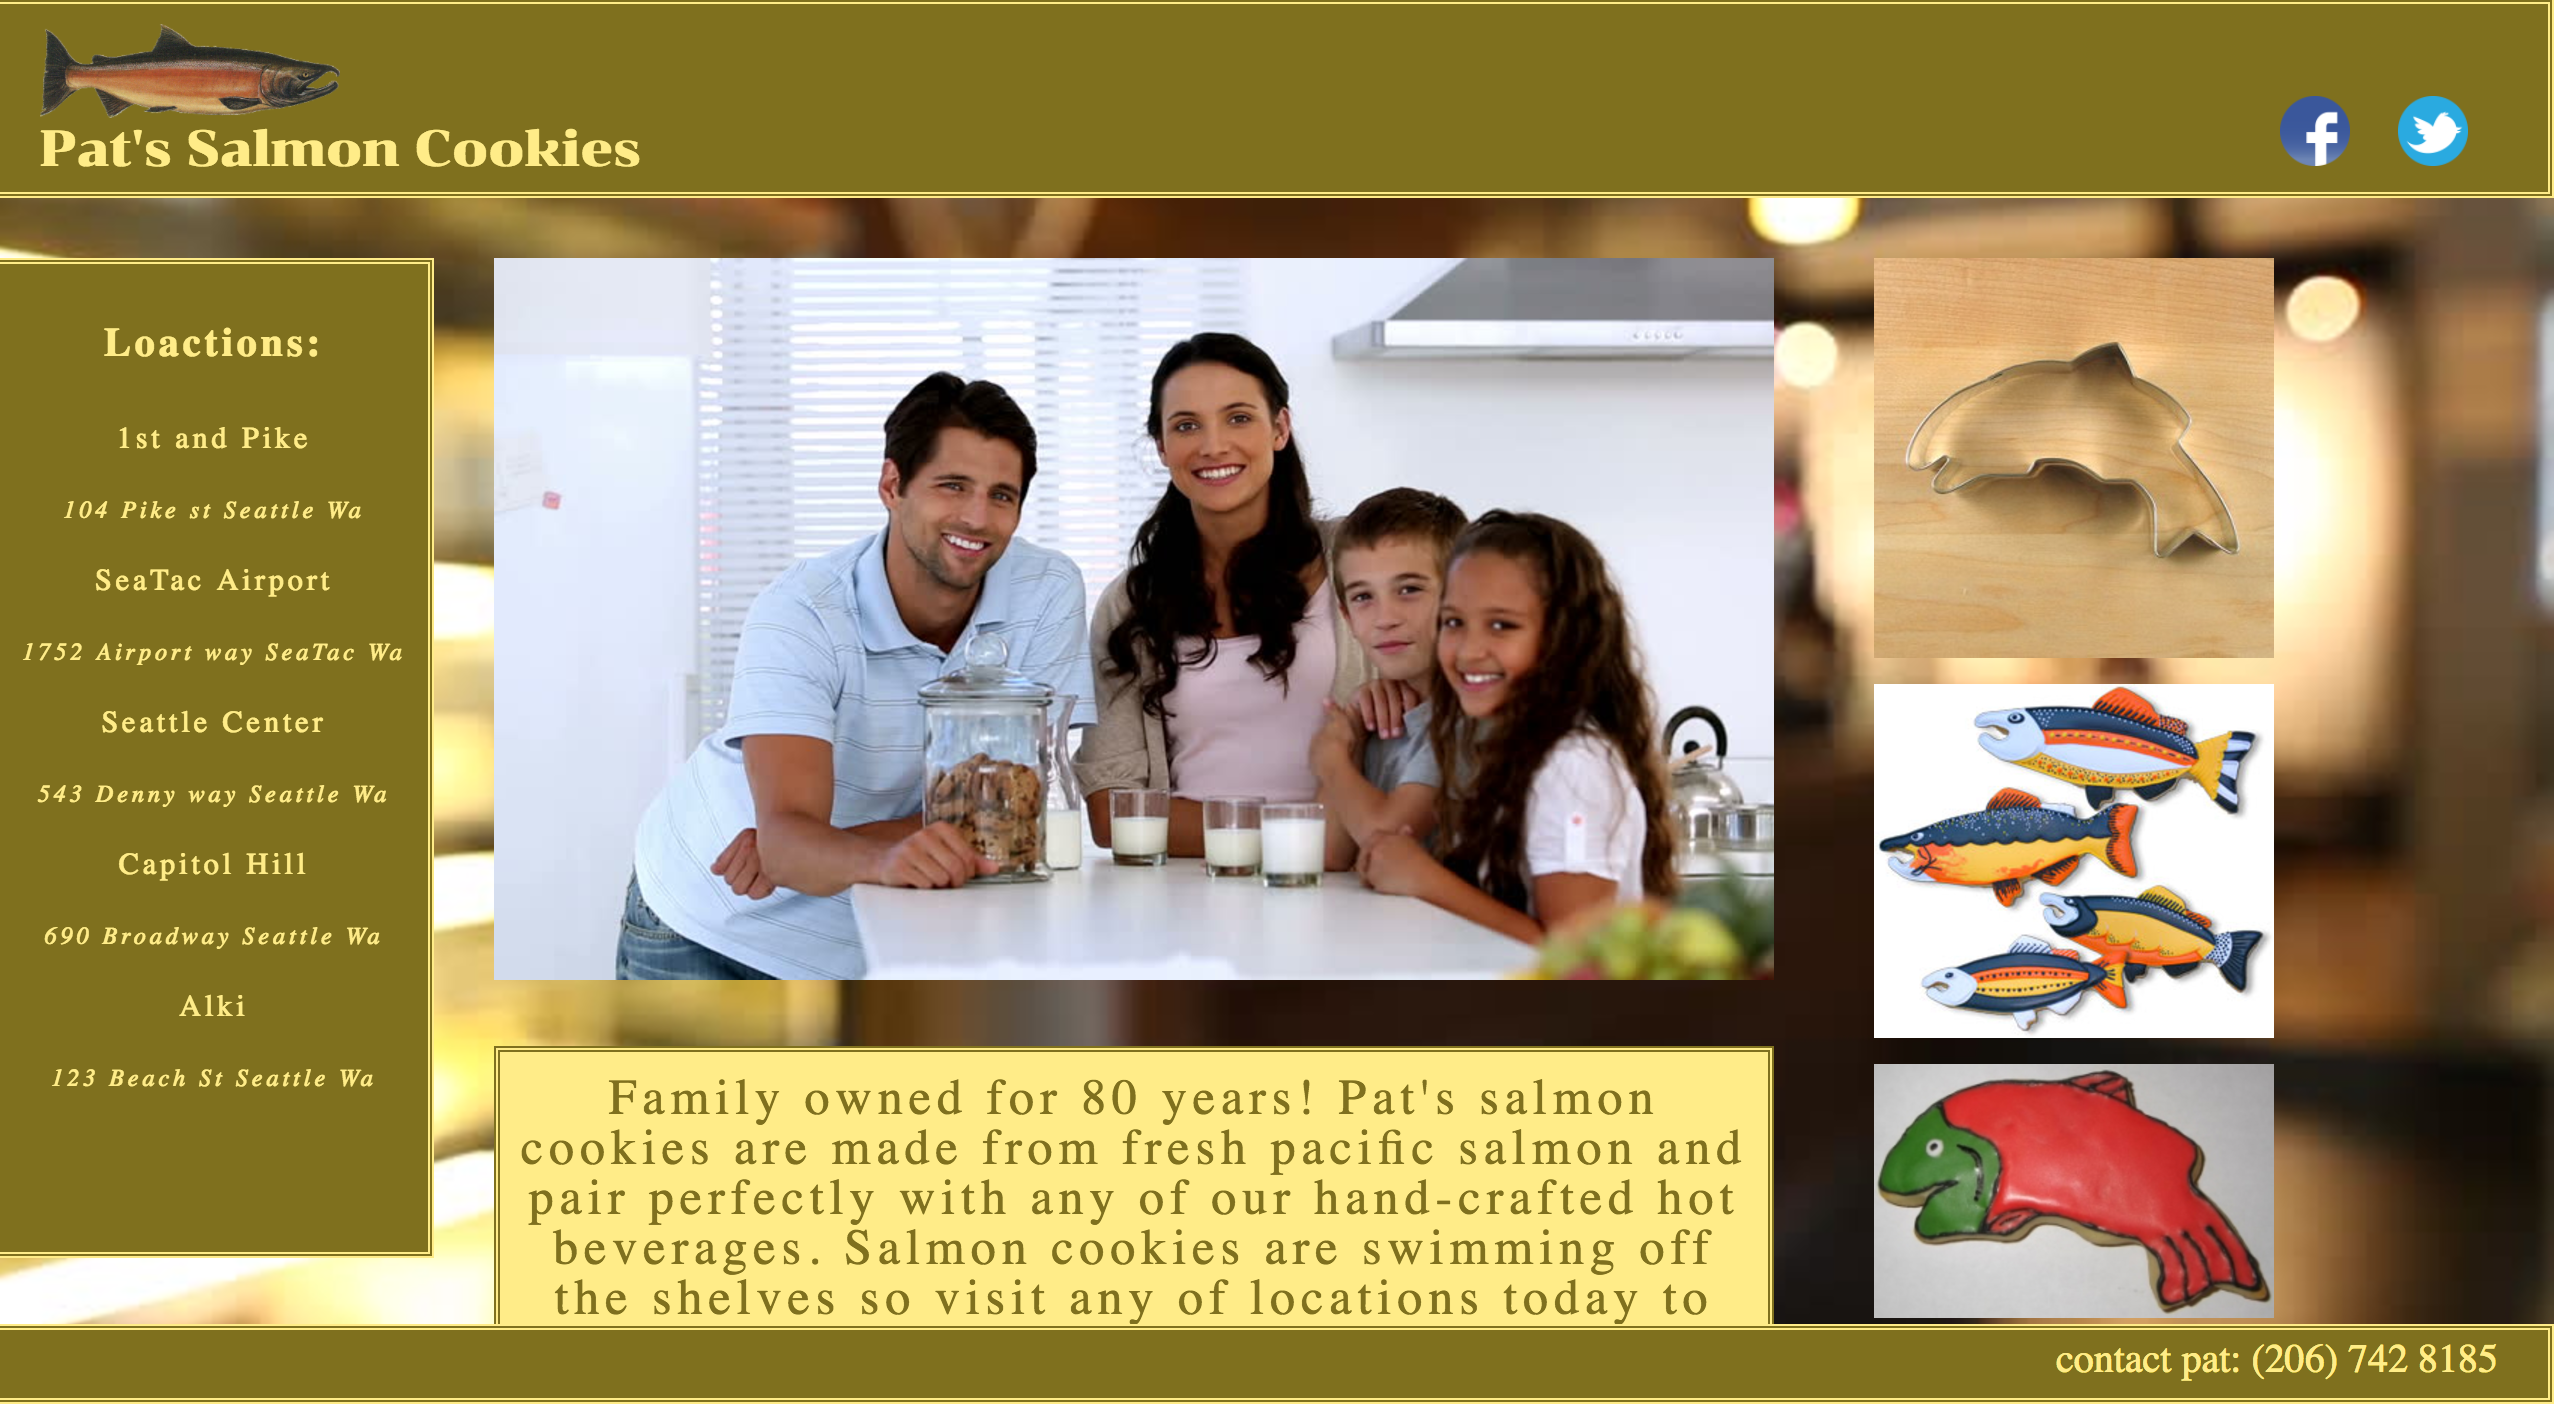 Pat's Salmon Cookies
Loactions:
1st and Pike
104 Pike st Seattle Wa
SeaTac Airport
1752 Airport way SeaTac Wa
Seattle Center
543 Denny way Seattle Wa
Capitol Hill
690 Broadway Seattle Wa
Alki
123 Beach St Seattle Wa
Family owned for 80 years! Pat's salmon
cookies are made from fresh pacific salmon and
pair perfectly with any of our hand-crafted hot
beverages. Salmon cookies are swimming off
the shelves so visit any of locations today to
contact pat: (206) 742 8185